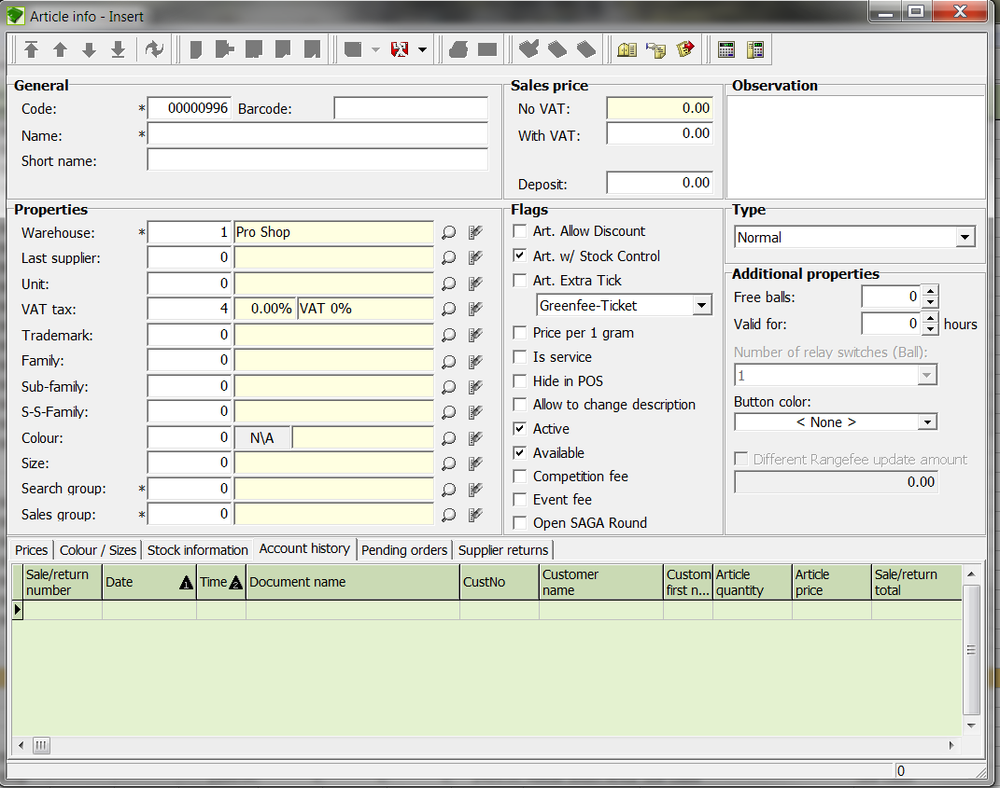 Article info - Insert
General
Code: * 00000996 Barcode:
Name: *
Short name:
Sales price
No VAT: 0.00
With VAT: 0.00
Deposit: 0.00
Observation
Properties
Warehouse: * 1 Pro Shop
Last supplier: 0
Unit: 0
VAT tax: 4 0.00% VAT 0%
Trademark: 0
Family: 0
Sub-family: 0
S-S-Family: 0
Colour: 0 N\A
Size: 0
Search group: * 0
Sales group: * 0
Flags
Art. Allow Discount
Art. w/ Stock Control
Art. Extra Tick
Greenfee-Ticket
Price per 1 gram
Is service
Hide in POS
Allow to change description
Active
Available
Competition fee
Event fee
Open SAGA Round
Type
Normal
Additional properties
Free balls: 0
Valid for: 0 hours
Number of relay switches (Ball):
1
Button color:
< None >
Different Rangefee update amount
0.00
Prices Colour / Sizes Stock information Account history Pending orders Supplier returns
Sale/return number Date 1 Time 2 Document name CustNo Customer name Custom first n... Article quantity Article price Sale/return total
0